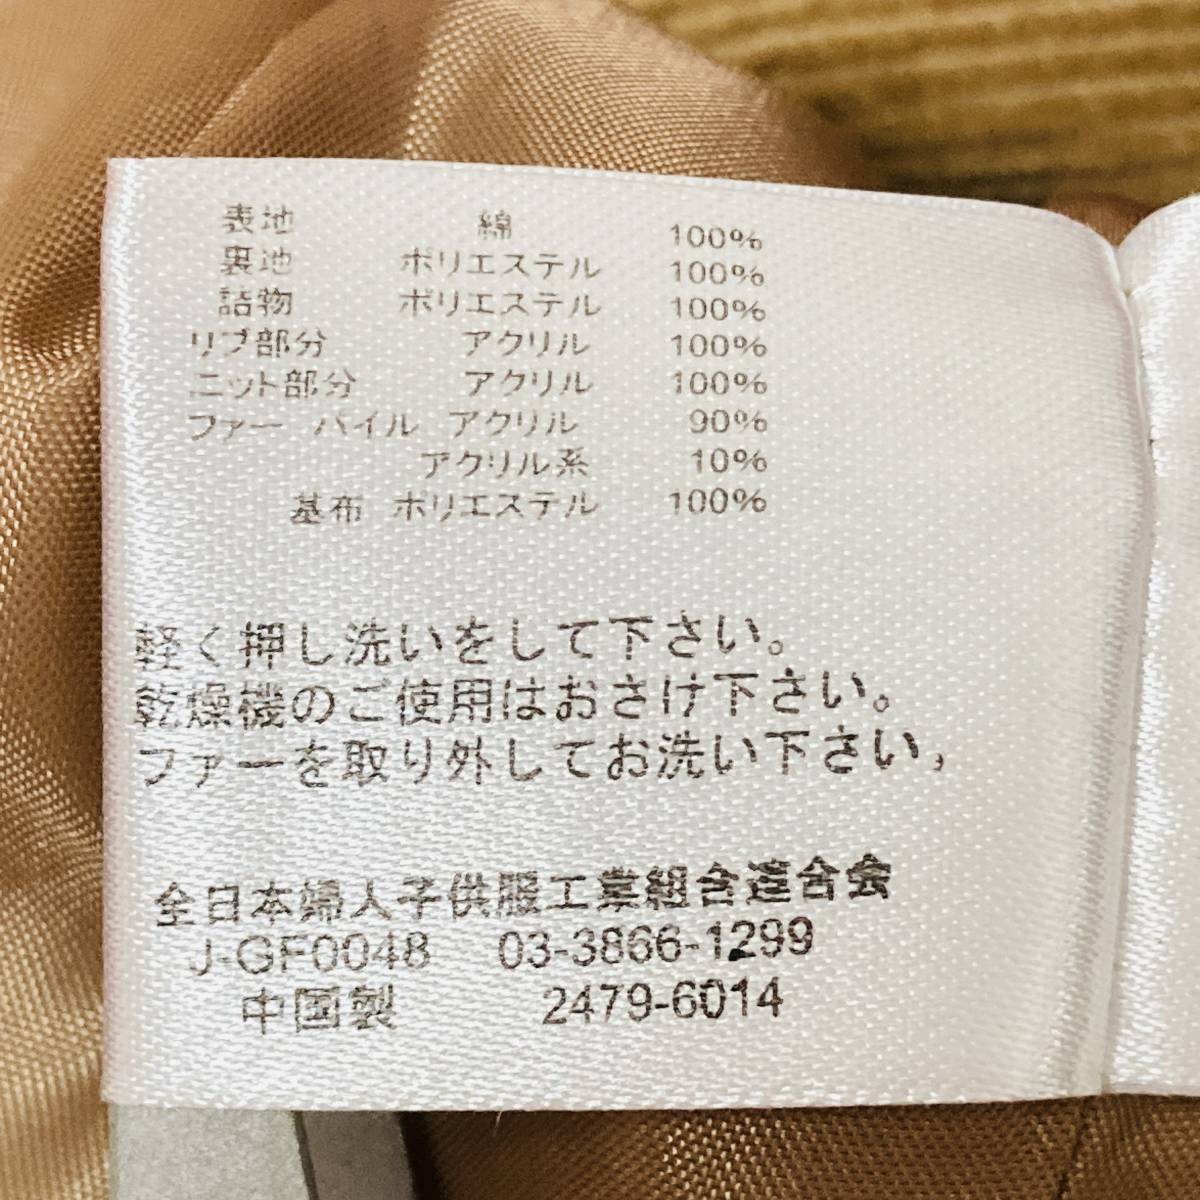 表地 綿 100%
裏地 ポリエステル 100%
詰物 ポリエステル 100%
リブ部分 アクリル 100%
ニット部分 アクリル 100%
ファー パイル アクリル 90%
アクリル系 10%
基布 ポリエステル 100%
軽く押し洗いをして下さい。
乾燥機のご使用はおさけ下さい。
ファーを取り外してお洗い下さい。
全日本婦人子供服工業組合連合会
J-GF0048 03-3866-1299
中国製 2479-6014